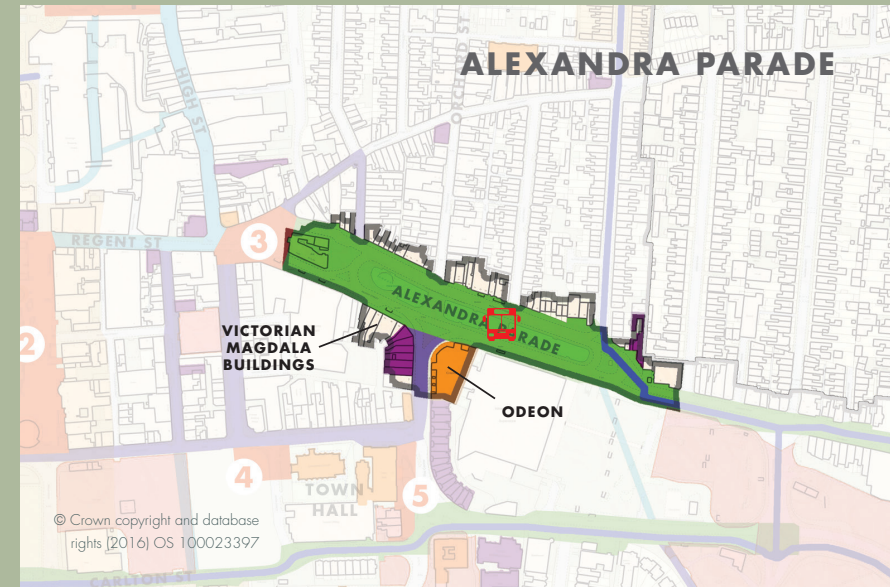 ALEXANDRA PARADE
HIGH ST
ORCHARD ST
REGENT ST
3
2
ALEXANDRA PARADE
VICTORIAN
MAGDALA
BUILDINGS
ODEON
4
TOWN
HALL
5
© Crown copyright and database
rights (2016) OS 100023397
CARLTON ST